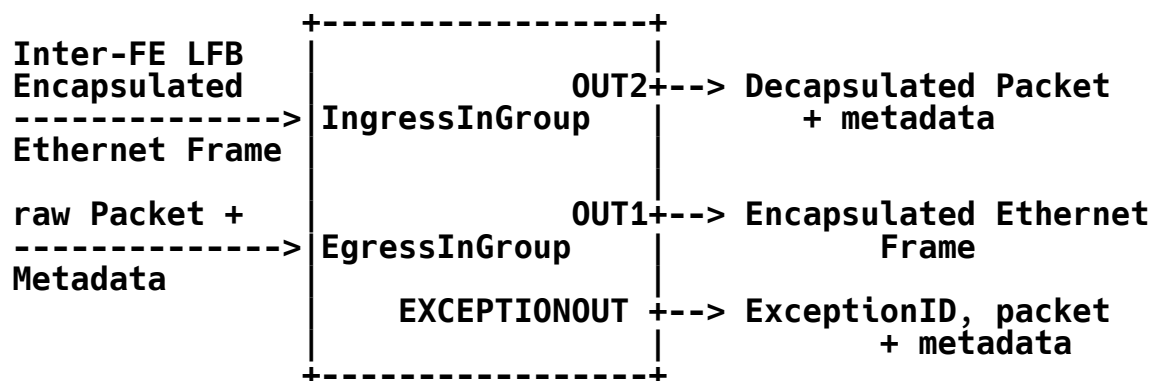 +-----------------+
Inter-FE LFB | |
Encapsulated | OUT2+--> Decapsulated Packet
-------------->|IngressInGroup | + metadata
Ethernet Frame | |
| |
raw Packet + | OUT1+--> Encapsulated Ethernet
-------------->|EgressInGroup | Frame
Metadata | |
| EXCEPTIONOUT +--> ExceptionID, packet
| | + metadata
+-----------------+